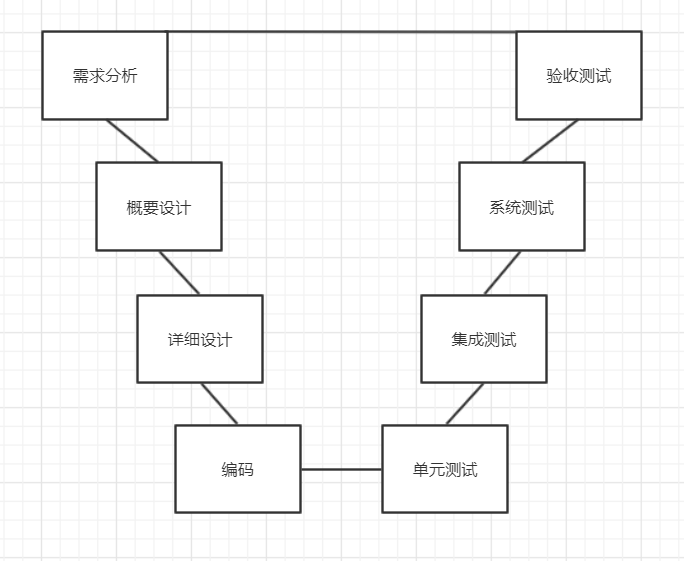 需求分析
验收测试
概要设计
系统测试
详细设计
集成测试
编码
单元测试